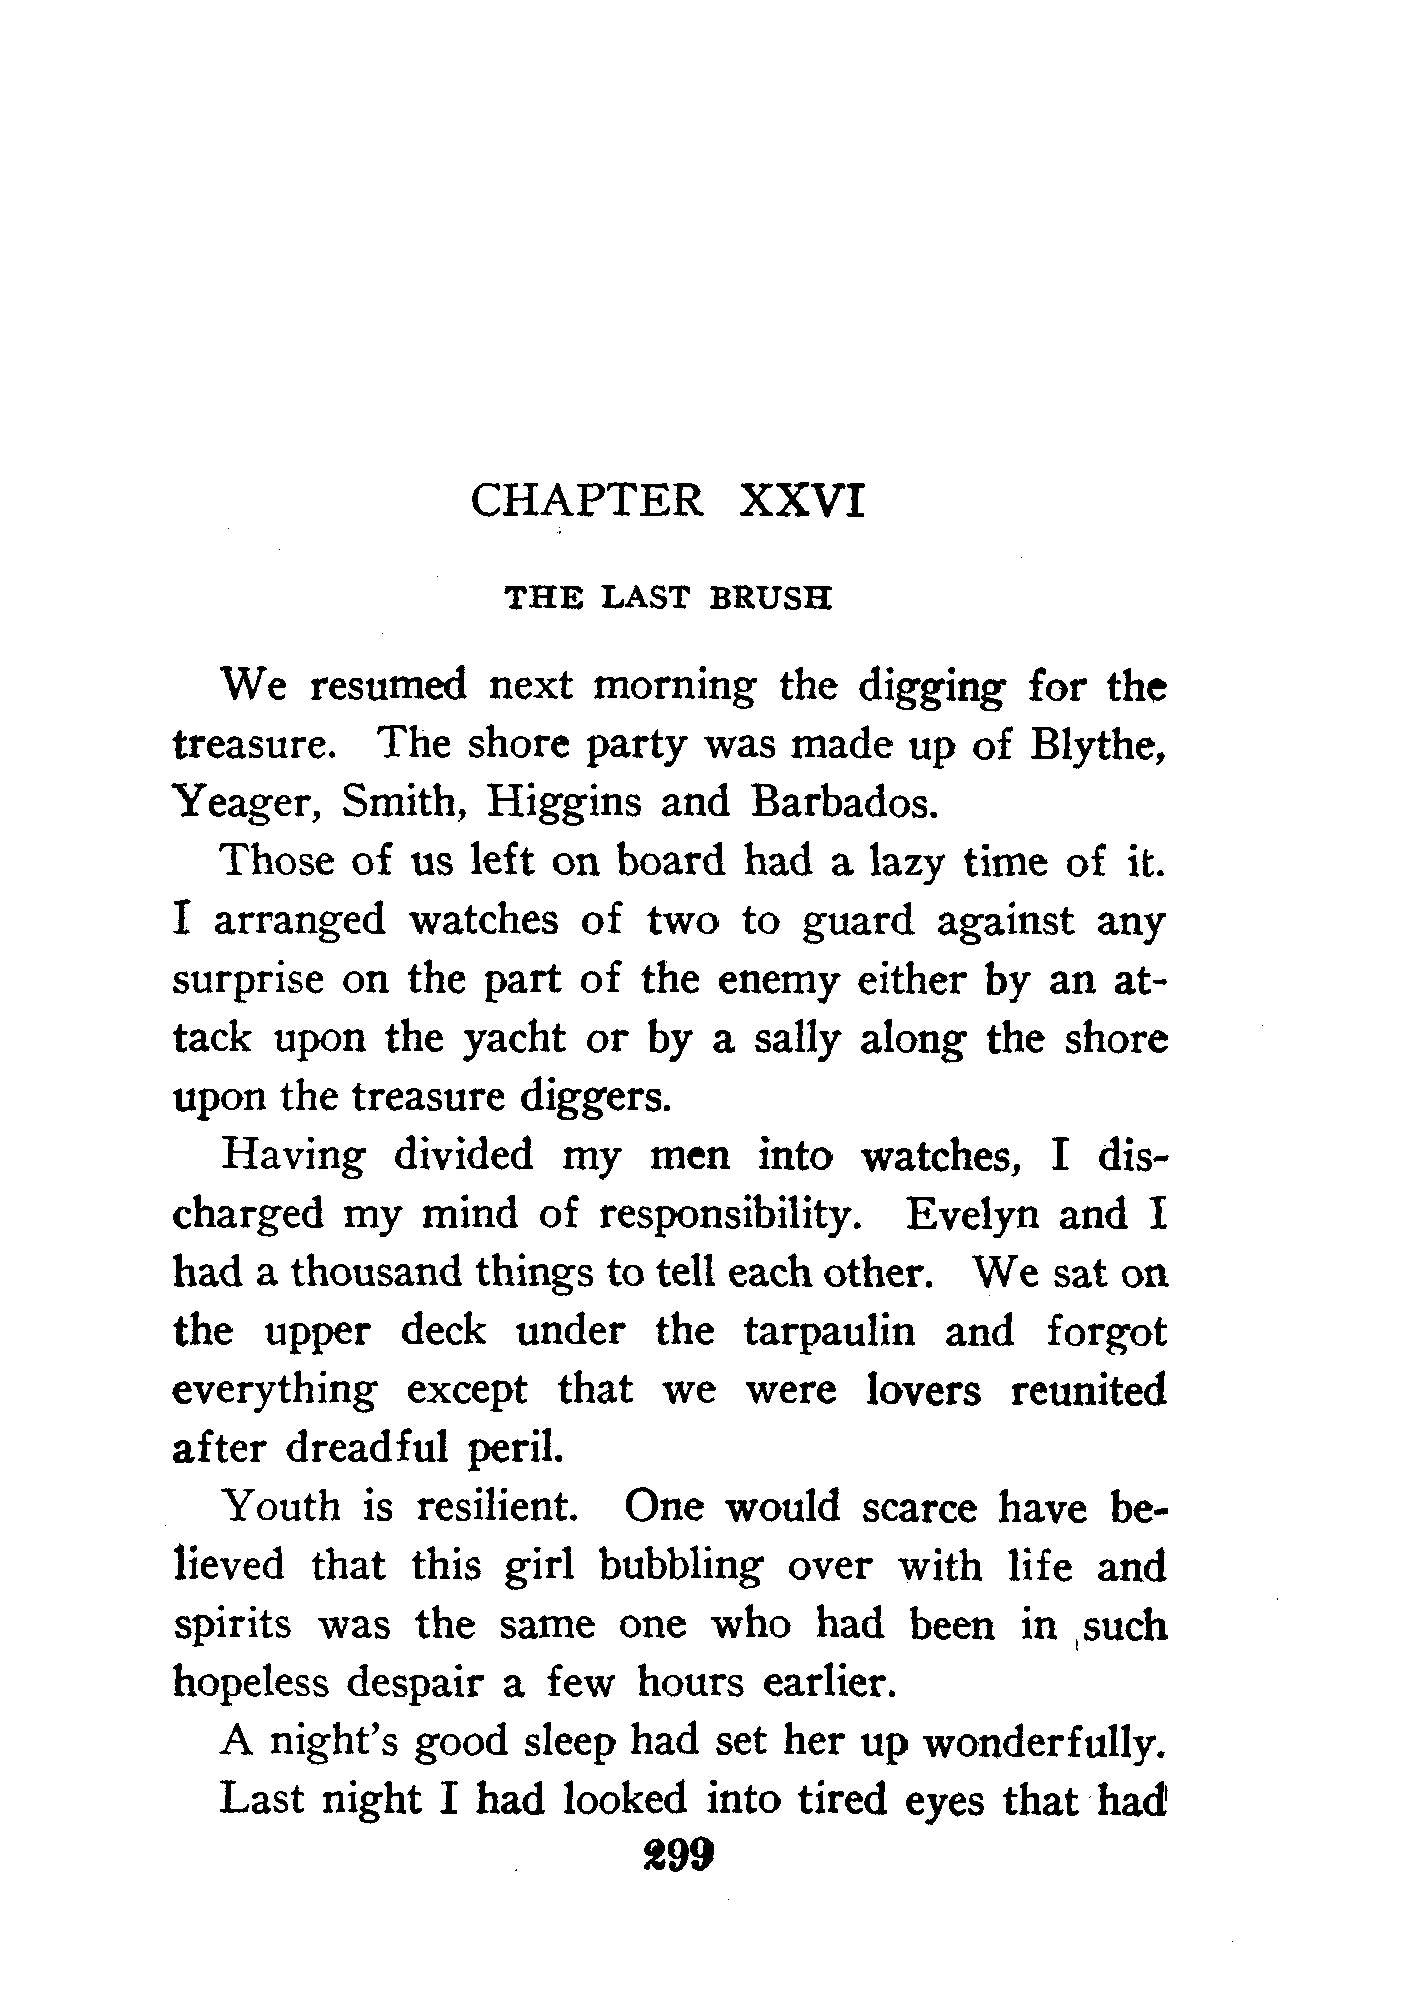 CHAPTER XXVI
THE LAST BRUSH
We resumed next morning the digging for the
treasure. The shore party was made up of Blythe,
Yeager, Smith, Higgins and Barbados.
Those of us left on board had a lazy time of it.
I arranged watches of two to guard against any
surprise on the part of the enemy either by an at-
tack upon the yacht or by a sally along the shore
upon the treasure diggers.
Having divided my men into watches, I dis-
charged my mind of responsibility. Evelyn and I
had a thousand things to tell each other. We sat on
the upper deck under the tarpaulin and forgot
everything except that we were lovers reunited
after dreadful peril.
Youth is resilient. One would scarce have be-
lieved that this girl bubbling over with life and
spirits was the same one who had been in such
hopeless despair a few hours earlier.
A night's good sleep had set her up wonderfully.
Last night I had looked into tired eyes that had
299